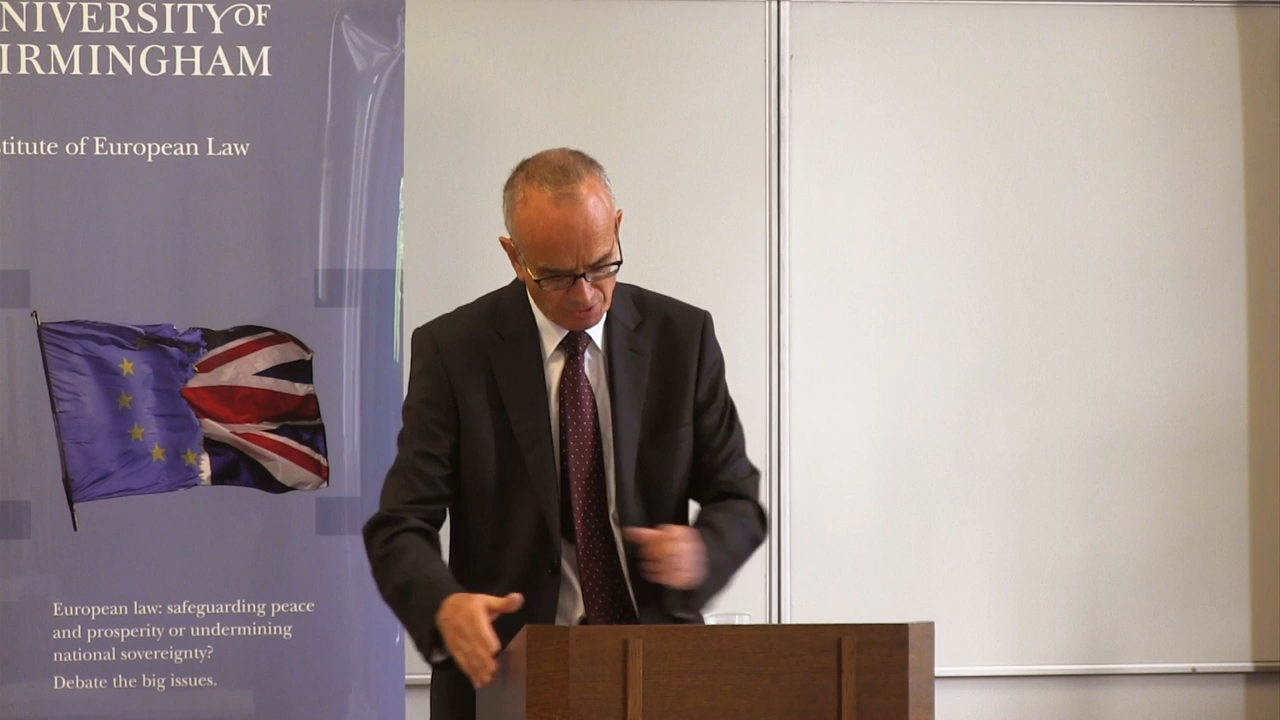 NIVERSITY OF
IRMINGHAM
stitute of European Law
European law: safeguarding peace
and prosperity or undermining
national sovereignty?
Debate the big issues.